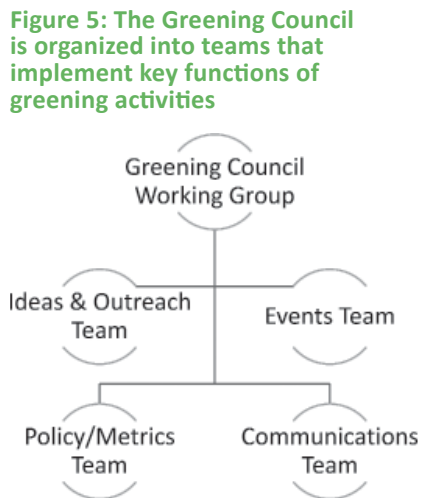 Figure 5: The Greening Council
is organized into teams that
implement key functions of
greening activities
Greening Council
Working Group
Ideas & Outreach
Team
Events Team
Policy/Metrics
Team
Communications
Team